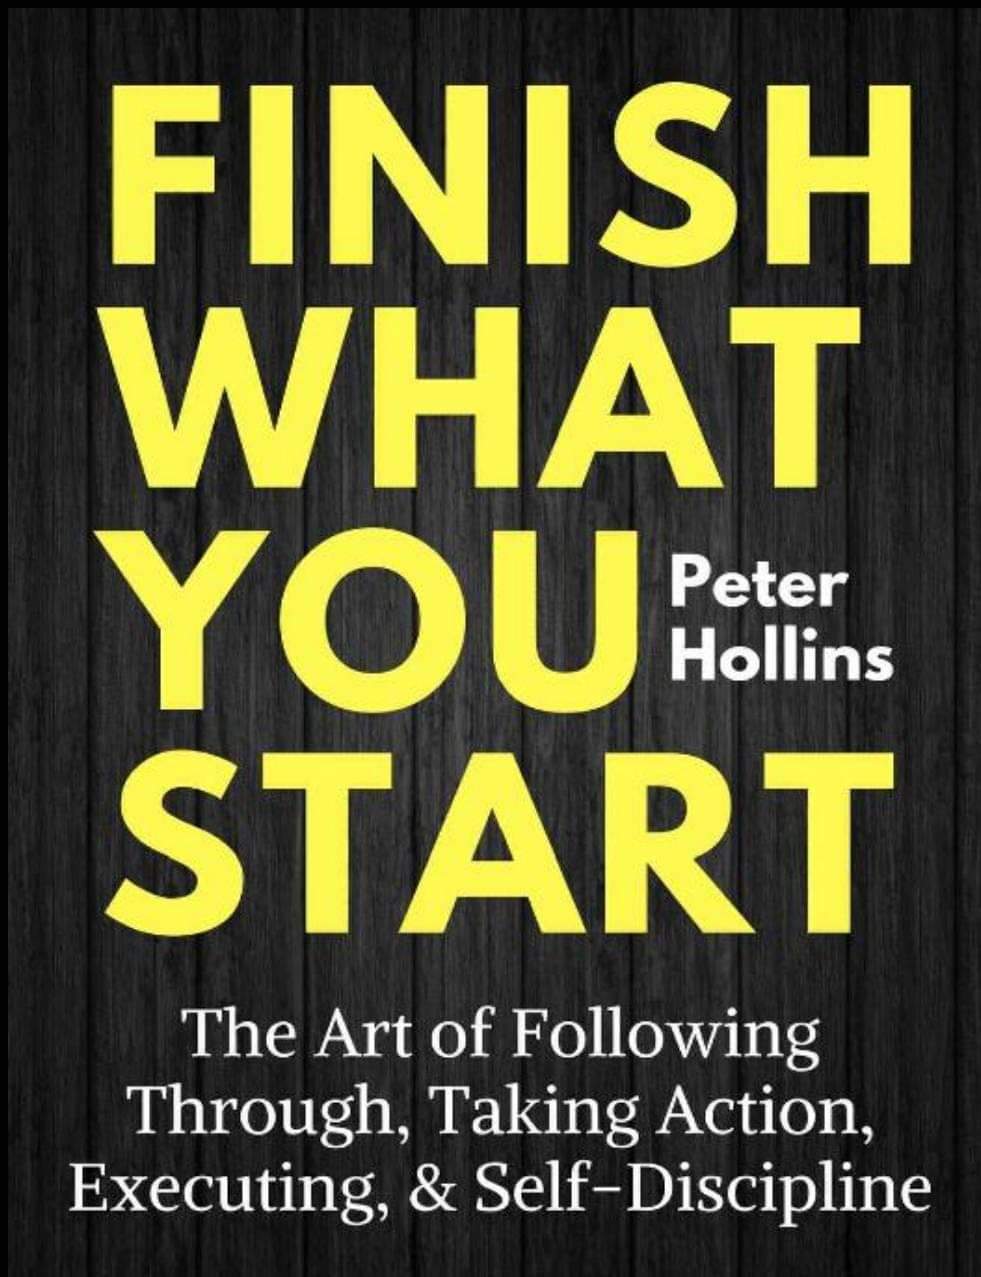 FINISH
WHAT
YOU
Peter
Hollins
START
The Art of Following
Through, Taking Action,
Executing, & Self-Discipline